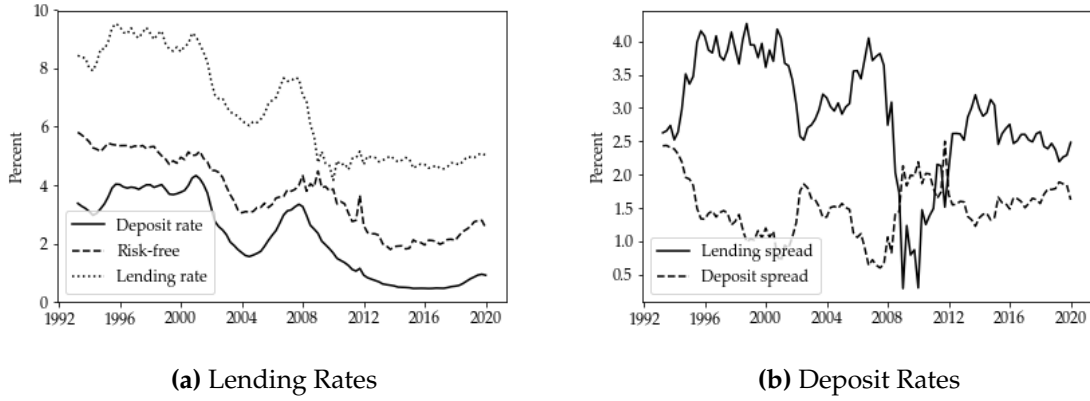 10
8
6
4
2
0
Percent
Deposit rate
Risk-free
Lending rate
1992 1996 2000 2004 2008 2012 2016 2020
(a) Lending Rates
4.0
3.5
3.0
2.5
2.0
1.5
1.0
0.5
Percent
Lending spread
Deposit spread
1992 1996 2000 2004 2008 2012 2016 2020
(b) Deposit Rates